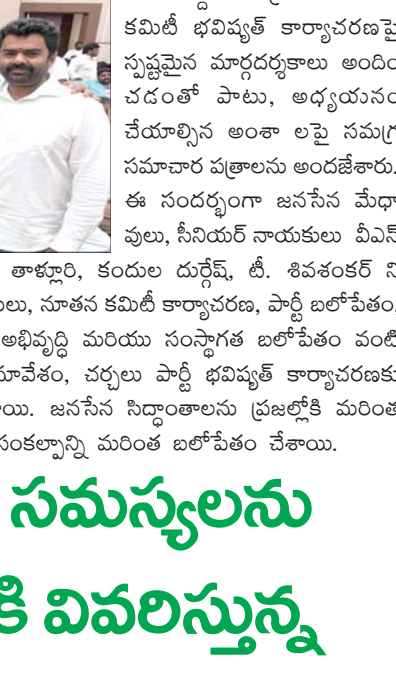 కమిటీ భవిష్యత్ కార్యాచరణపై
స్పష్టమైన మార్గదర్శకాలు అందిం
చడంతో పాటు, అధ్యయనం
చేయాల్సిన అంశా లపై సమగ్ర
సమాచార పత్రాలను అందజేశారు.
ఈ సందర్భంగా జనసేన మేధా
వులు, సీనియర్ నాయకులు వీఎన్
తాళ్లూరి, కందుల దుర్గేష్, టీ. శివశంకర్ ని
లు, నూతన కమిటీ కార్యాచరణ, పార్టీ బలోపేతం,
అభివృద్ధి మరియు సంస్థాగత బలోపేతం వంటి
మావేశం, చర్చలు పార్టీ భవిష్యత్ కార్యాచరణకు
యి. జనసేన సిద్ధాంతాలను ప్రజల్లోకి మరింత
సంకల్పాన్ని మరింత బలోపేతం చేశాయి.
సమస్యలను
కి వివరిస్తున్న